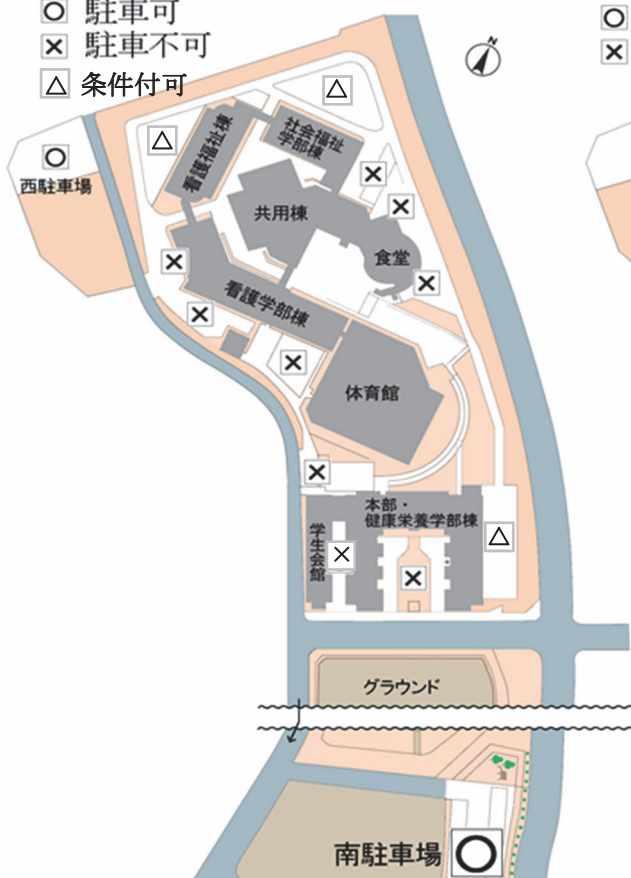 ○ 駐車可
× 駐車不可
△ 条件付可
N
西駐車場
看護福祉棟
社会福祉
学部棟
共用棟
食堂
看護学部棟
体育館
本部・
健康栄養学部棟
学生会館
グラウンド
南駐車場